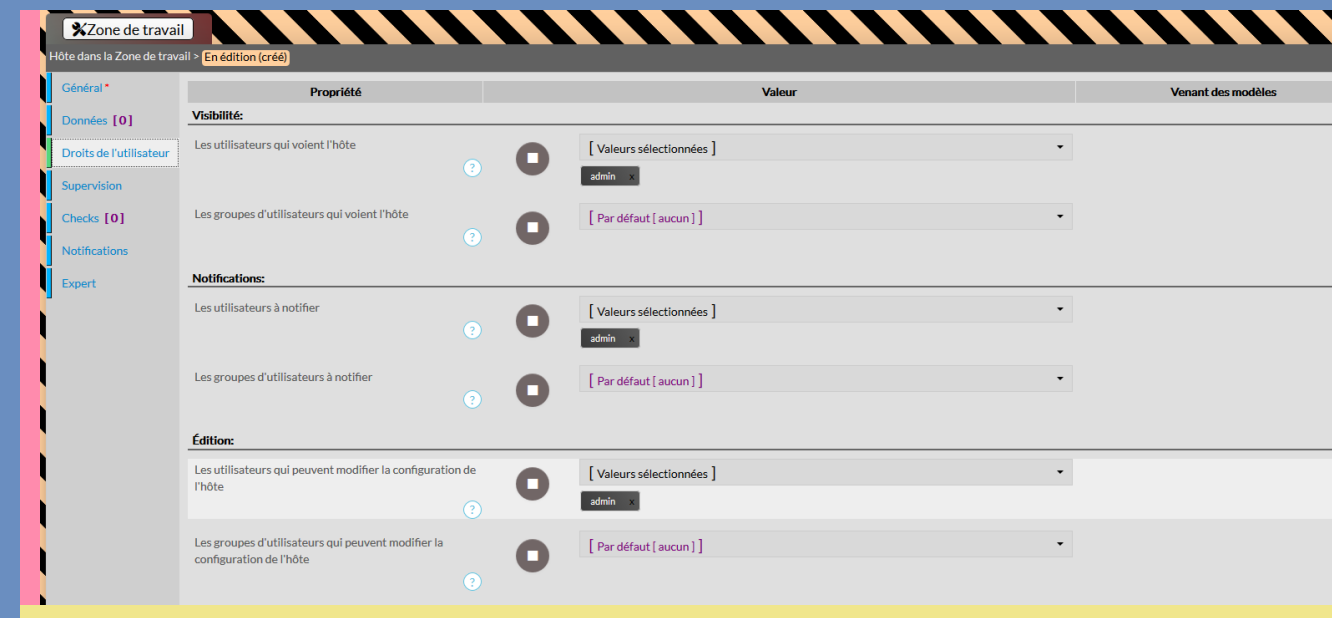 Zone de travail
Hôte dans la Zone de travail > En édition (créé)
Général *
Données [0]
Droits de l'utilisateur
Supervision
Checks [0]
Notifications
Expert
Propriété Valeur Venant des modèles
Visibilité:
Les utilisateurs qui voient l'hôte
?
[ Valeurs sélectionnées ]
admin x
Les groupes d'utilisateurs qui voient l'hôte
?
[ Par défaut [ aucun ] ]
Notifications:
Les utilisateurs à notifier
?
[ Valeurs sélectionnées ]
admin x
Les groupes d'utilisateurs à notifier
?
[ Par défaut [ aucun ] ]
Édition:
Les utilisateurs qui peuvent modifier la configuration de
l'hôte
?
[ Valeurs sélectionnées ]
admin x
Les groupes d'utilisateurs qui peuvent modifier la
configuration de l'hôte
?
[ Par défaut [ aucun ] ]